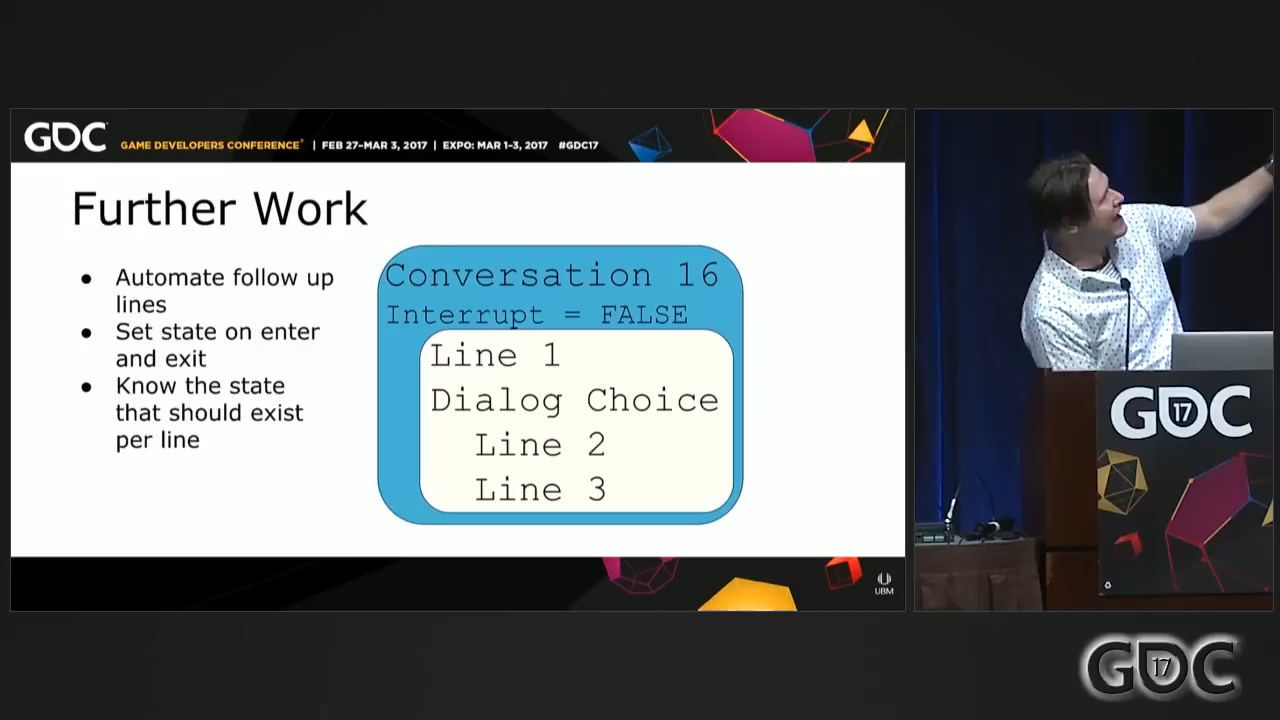 GDC GAME DEVELOPERS CONFERENCE® | FEB 27–MAR 3, 2017 | EXPO: MAR 1–3, 2017 #GDC17
Further Work
● Automate follow up
lines
● Set state on enter
and exit
● Know the state
that should exist
per line
Conversation 16
Interrupt = FALSE
Line 1
Dialog Choice
Line 2
Line 3
UBM
GDC 17
GDC 17